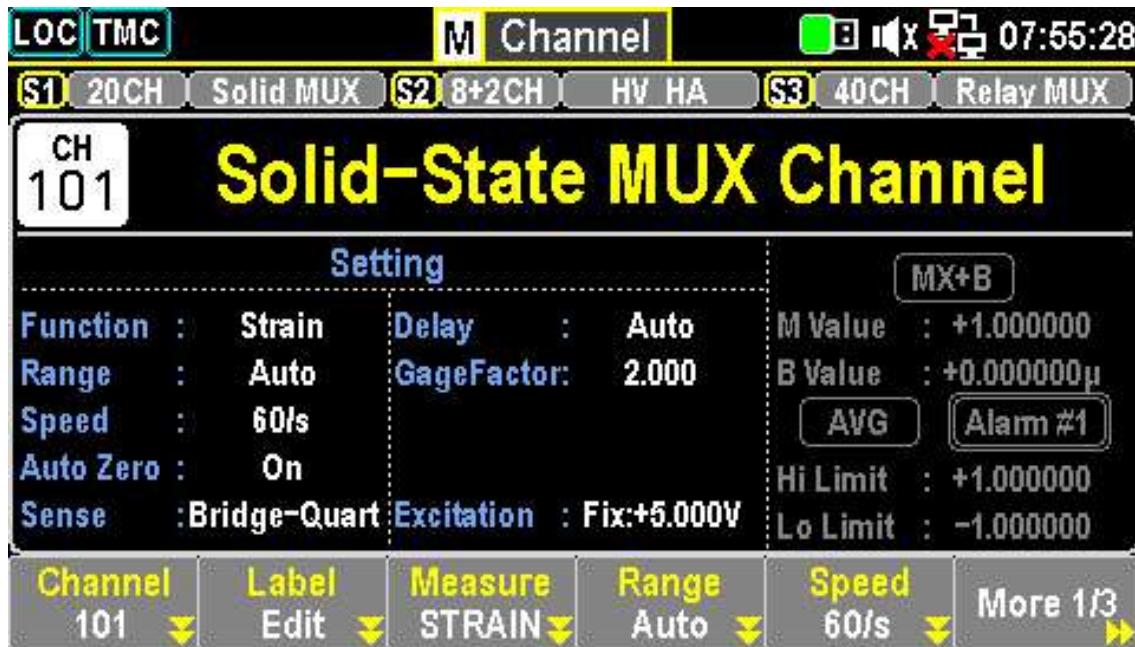 LOC TMC M Channel X 07:55:28
S1 20CH Solid MUX S2 8+2CH HV HA S3 40CH Relay MUX
CH
101
Solid-State MUX Channel
Setting
Function : Strain
Range : Auto
Speed : 60/s
Auto Zero : On
Sense :Bridge-Quart
Delay : Auto
GageFactor: 2.000
Excitation : Fix:+5.000V
MX+B
M Value : +1.000000
B Value : +0.000000µ
AVG Alarm #1
Hi Limit : +1.000000
Lo Limit : -1.000000
Channel Label Measure Range Speed More 1/3
101 Edit STRAIN Auto 60/s